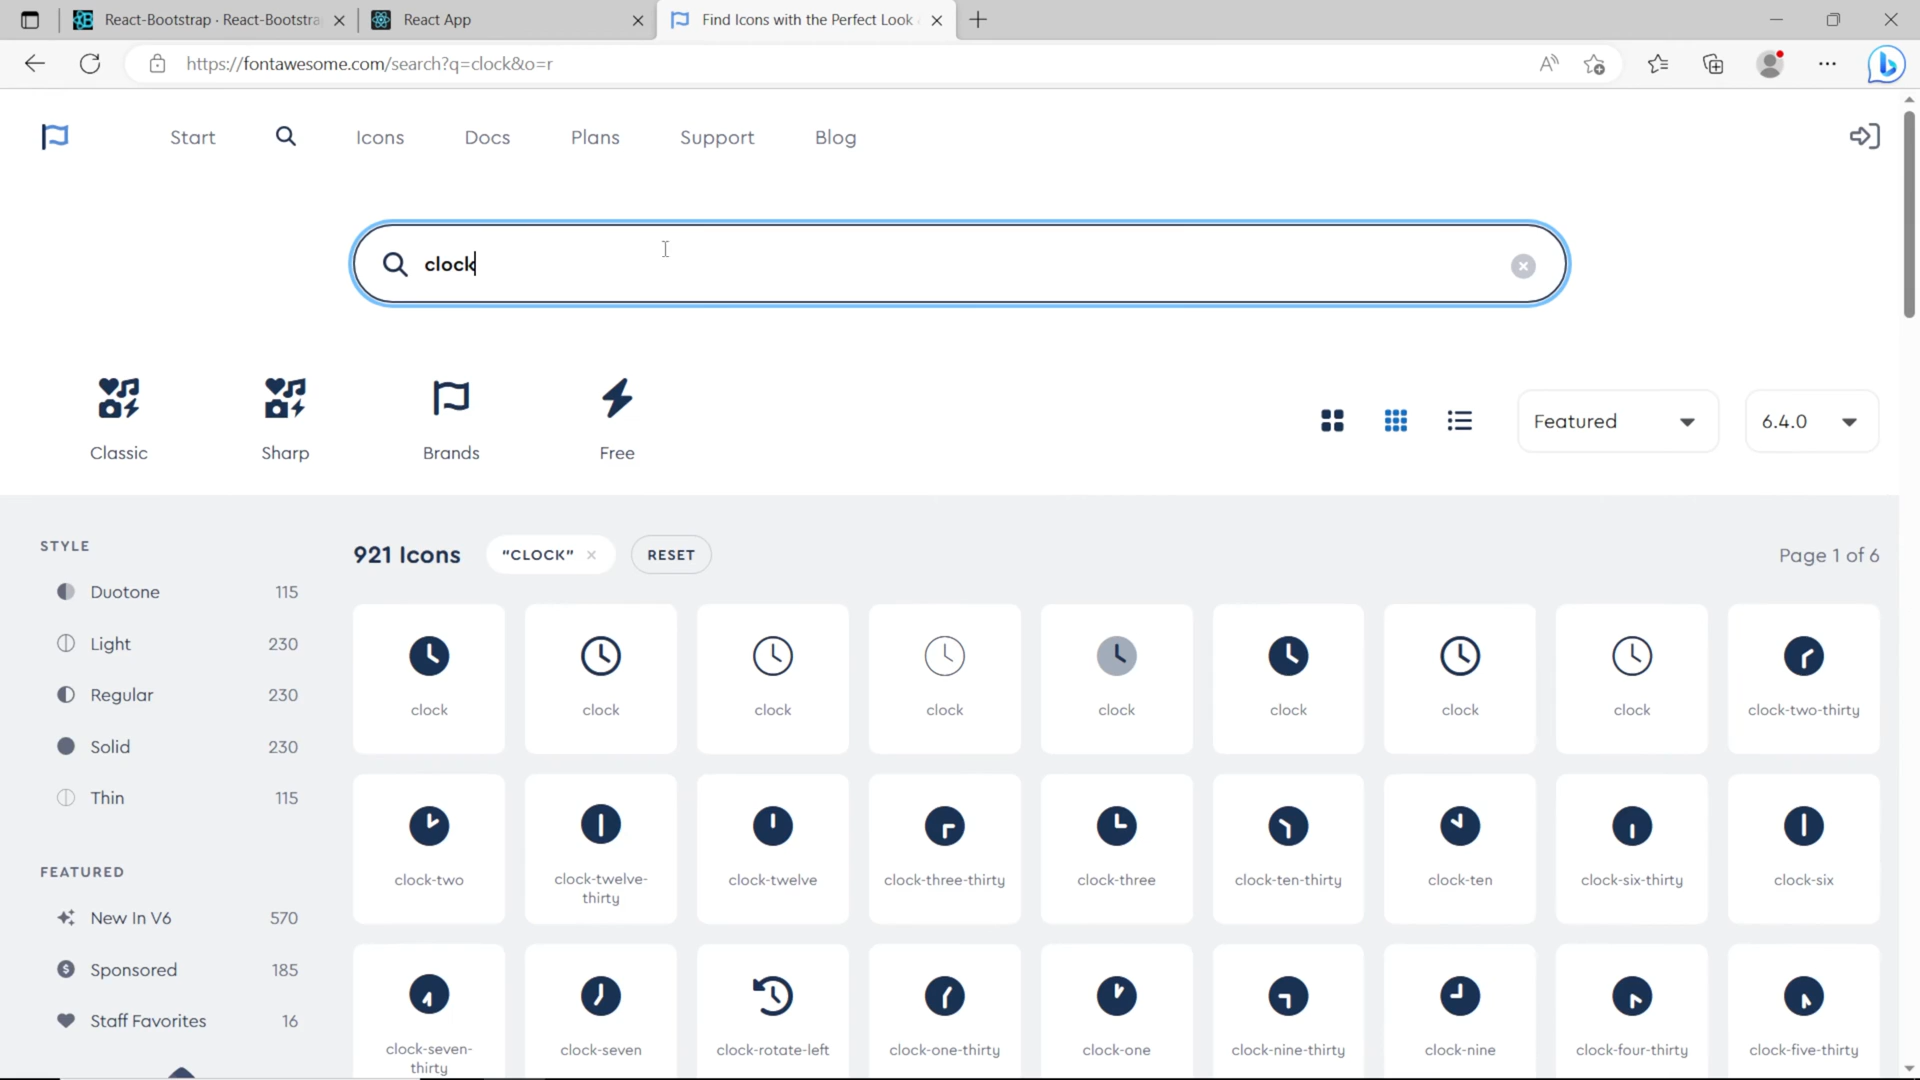 React-Bootstrap · React-Bootstra
React App
Find Icons with the Perfect Look
https://fontawesome.com/search?q=clock&o=r
Start
Icons
Docs
Plans
Support
Blog
clock
Classic
Sharp
Brands
Free
Featured
6.4.0
STYLE
Duotone 115
Light 230
Regular 230
Solid 230
Thin 115
FEATURED
New In V6 570
Sponsored 185
Staff Favorites 16
921 Icons
"CLOCK"
RESET
Page 1 of 6
clock
clock
clock
clock
clock
clock
clock
clock
clock-two-thirty
clock-two
clock-twelve-
thirty
clock-twelve
clock-three-thirty
clock-three
clock-ten-thirty
clock-ten
clock-six-thirty
clock-six
clock-seven-
thirty
clock-seven
clock-rotate-left
clock-one-thirty
clock-one
clock-nine-thirty
clock-nine
clock-four-thirty
clock-five-thirty